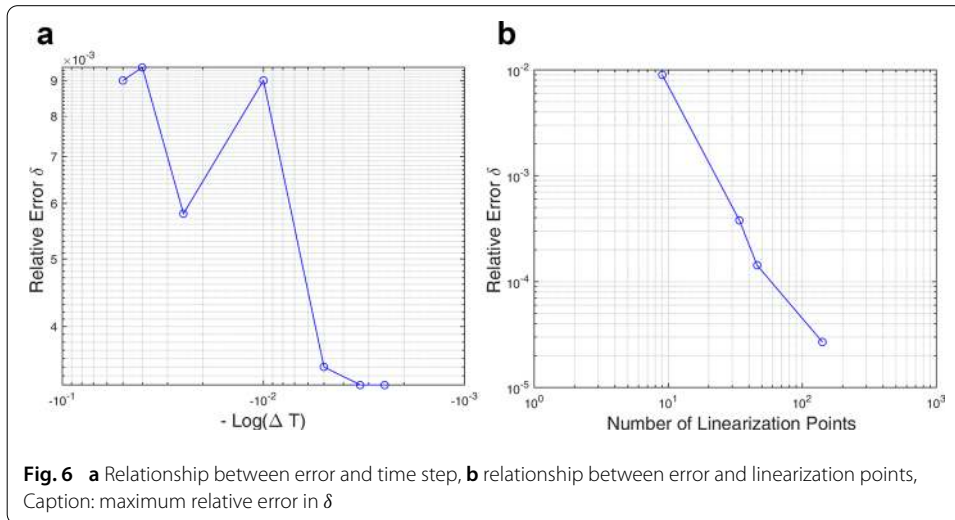 a
×10⁻³
9
8
7
6
5
4
Relative Error δ
-10⁻¹
-10⁻²
-10⁻³
- Log(Δ T)
b
10⁻²
10⁻³
10⁻⁴
10⁻⁵
Relative Error δ
10⁰
10¹
10²
10³
Number of Linearization Points
Fig. 6 a Relationship between error and time step, b relationship between error and linearization points,
Caption: maximum relative error in δ